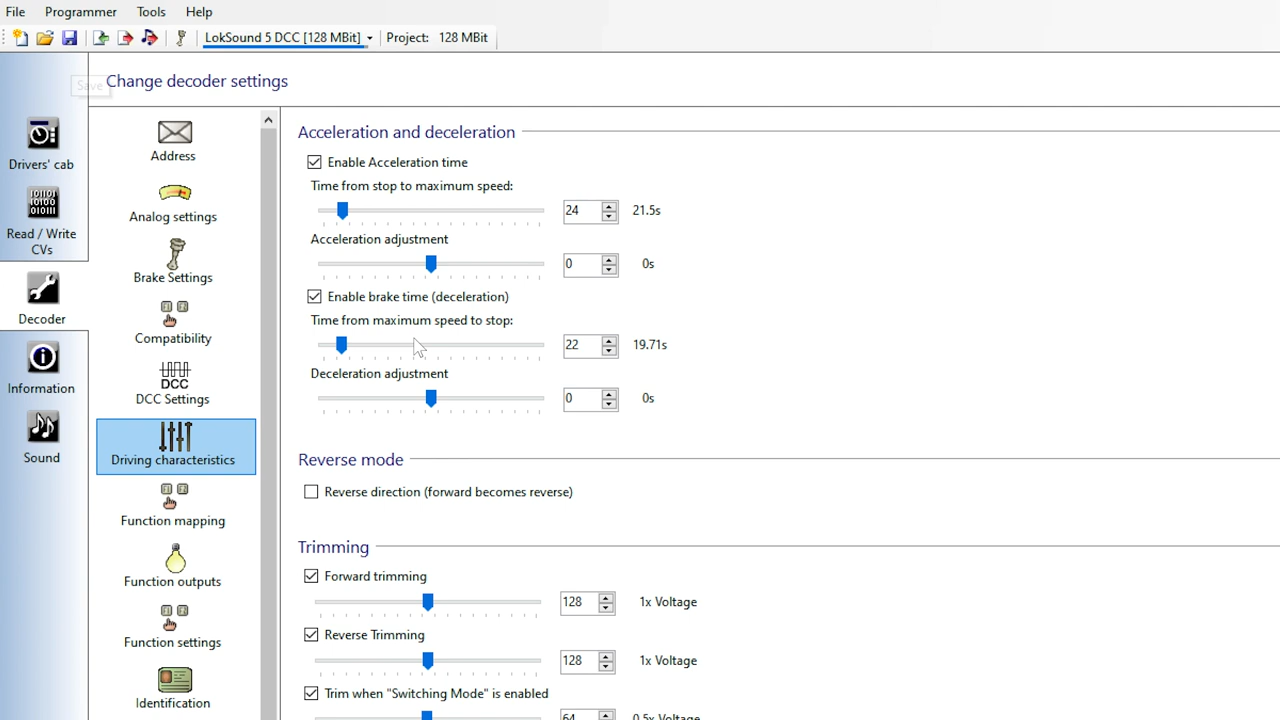 File Programmer Tools Help
LokSound 5 DCC [128 MBit] Project: 128 MBit
Save
Change decoder settings
Drivers' cab
Read / Write
CVs
Decoder
Information
Sound
Address
Analog settings
Brake Settings
Compatibility
DCC
DCC Settings
Driving characteristics
Function mapping
Function outputs
Function settings
Identification
Acceleration and deceleration
Enable Acceleration time
Time from stop to maximum speed:
24 21.5s
Acceleration adjustment
0 0s
Enable brake time (deceleration)
Time from maximum speed to stop:
22 19.71s
Deceleration adjustment
0 0s
Reverse mode
Reverse direction (forward becomes reverse)
Trimming
Forward trimming
128 1x Voltage
Reverse Trimming
128 1x Voltage
Trim when "Switching Mode" is enabled
64 0.5x Voltage